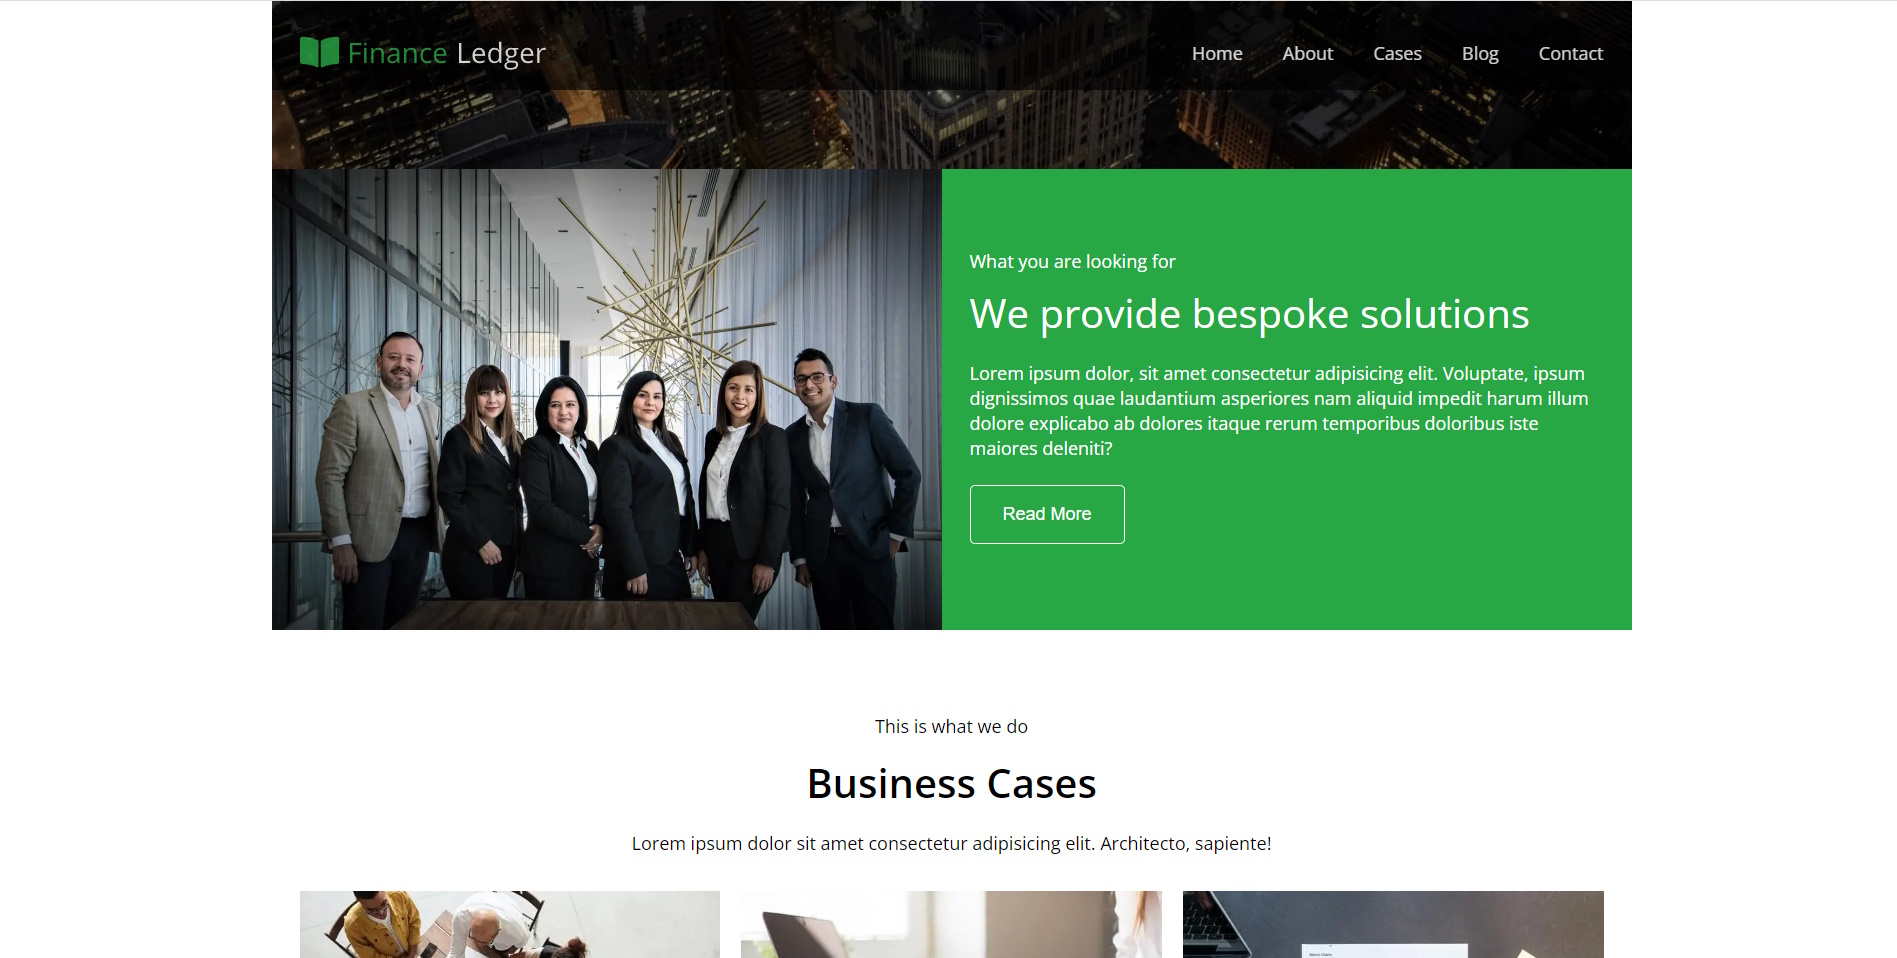 Finance Ledger
Home About Cases Blog Contact
What you are looking for
We provide bespoke solutions
Lorem ipsum dolor, sit amet consectetur adipisicing elit. Voluptate, ipsum
dignissimos quae laudantium asperiores nam aliquid impedit harum illum
dolore explicabo ab dolores itaque rerum temporibus doloribus iste
maiores deleniti?
Read More
This is what we do
Business Cases
Lorem ipsum dolor sit amet consectetur adipisicing elit. Architecto, sapiente!